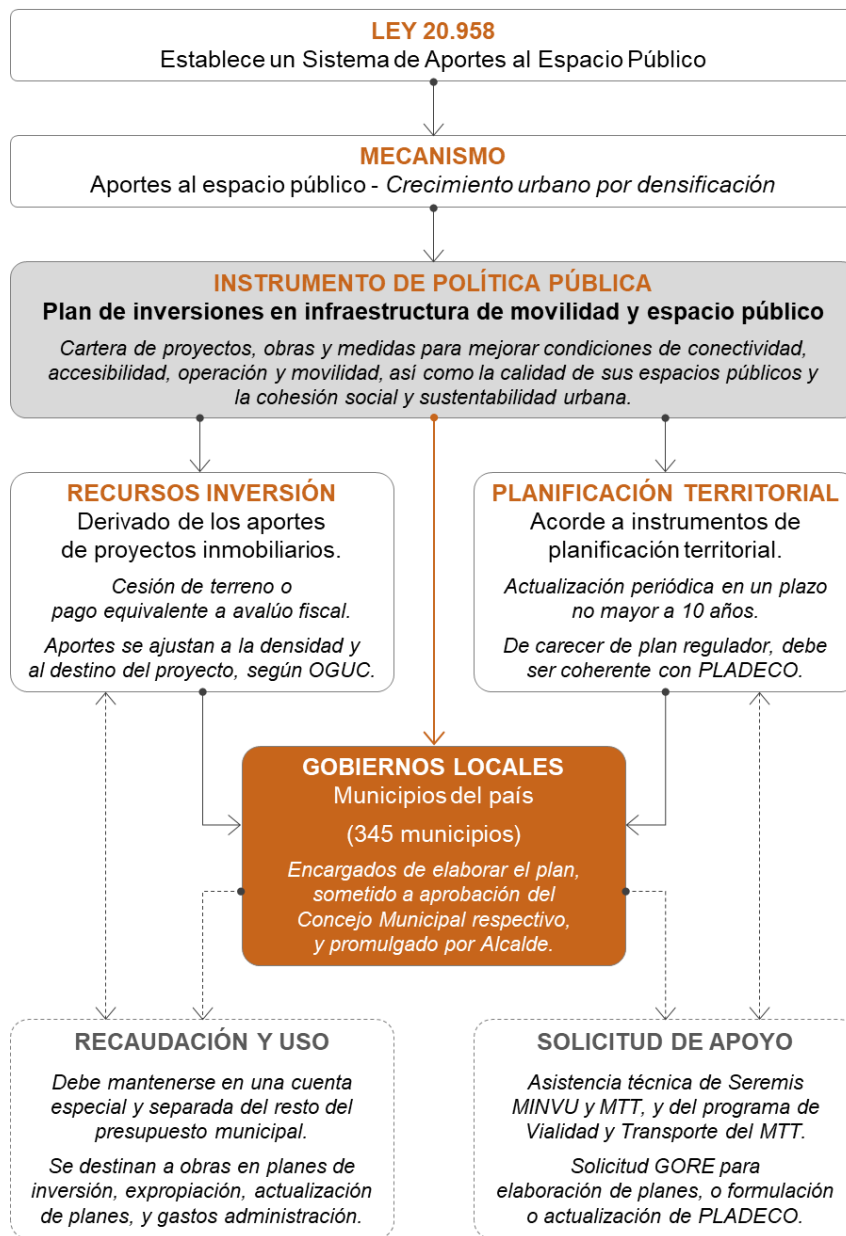 LEY 20.958
Establece un Sistema de Aportes al Espacio Público
MECANISMO
Aportes al espacio público - Crecimiento urbano por densificación
INSTRUMENTO DE POLÍTICA PÚBLICA
Plan de inversiones en infraestructura de movilidad y espacio público
Cartera de proyectos, obras y medidas para mejorar condiciones de conectividad,
accesibilidad, operación y movilidad, así como la calidad de sus espacios públicos y
la cohesión social y sustentabilidad urbana.
RECURSOS INVERSIÓN
Derivado de los aportes
de proyectos inmobiliarios.
Cesión de terreno o
pago equivalente a avalúo fiscal.
Aportes se ajustan a la densidad y
al destino del proyecto, según OGUC.
PLANIFICACIÓN TERRITORIAL
Acorde a instrumentos de
planificación territorial.
Actualización periódica en un plazo
no mayor a 10 años.
De carecer de plan regulador, debe
ser coherente con PLADECO.
GOBIERNOS LOCALES
Municipios del país
(345 municipios)
Encargados de elaborar el plan,
sometido a aprobación del
Concejo Municipal respectivo,
y promulgado por Alcalde.
RECAUDACIÓN Y USO
Debe mantenerse en una cuenta
especial y separada del resto del
presupuesto municipal.
Se destinan a obras en planes de
inversión, expropiación, actualización
de planes, y gastos administración.
SOLICITUD DE APOYO
Asistencia técnica de Seremis
MINVU y MTT, y del programa de
Vialidad y Transporte del MTT.
Solicitud GORE para
elaboración de planes, o formulación
o actualización de PLADECO.